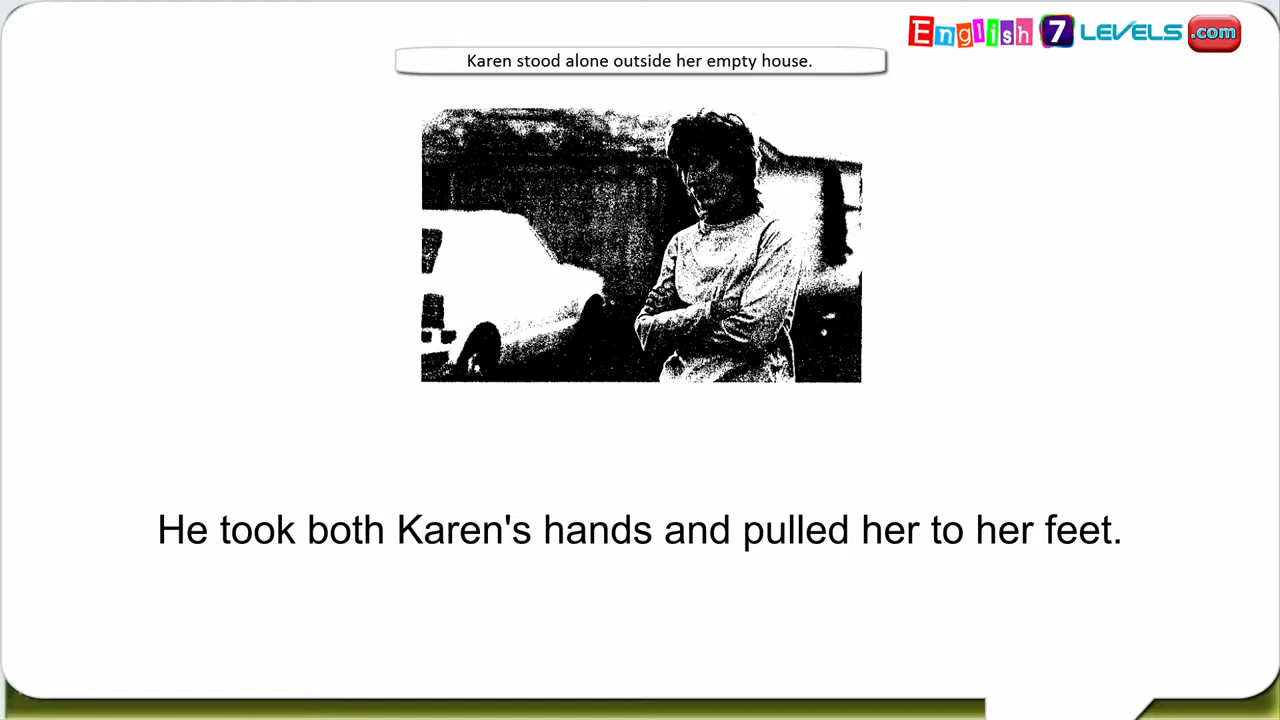 English 7 LEVELS .com
Karen stood alone outside her empty house.
He took both Karen's hands and pulled her to her feet.